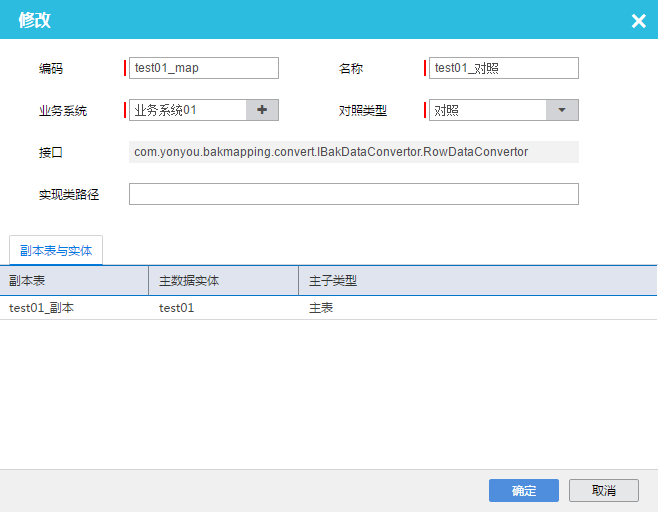 修改
编码 test01_map 名称 test01_对照
业务系统 业务系统01 对照类型 对照
接口 com.yonyou.bakmapping.convert.IBakDataConvertor.RowDataConvertor
实现类路径
副本表与实体
副本表 主数据实体 主子类型
test01_副本 test01 主表
确定 取消